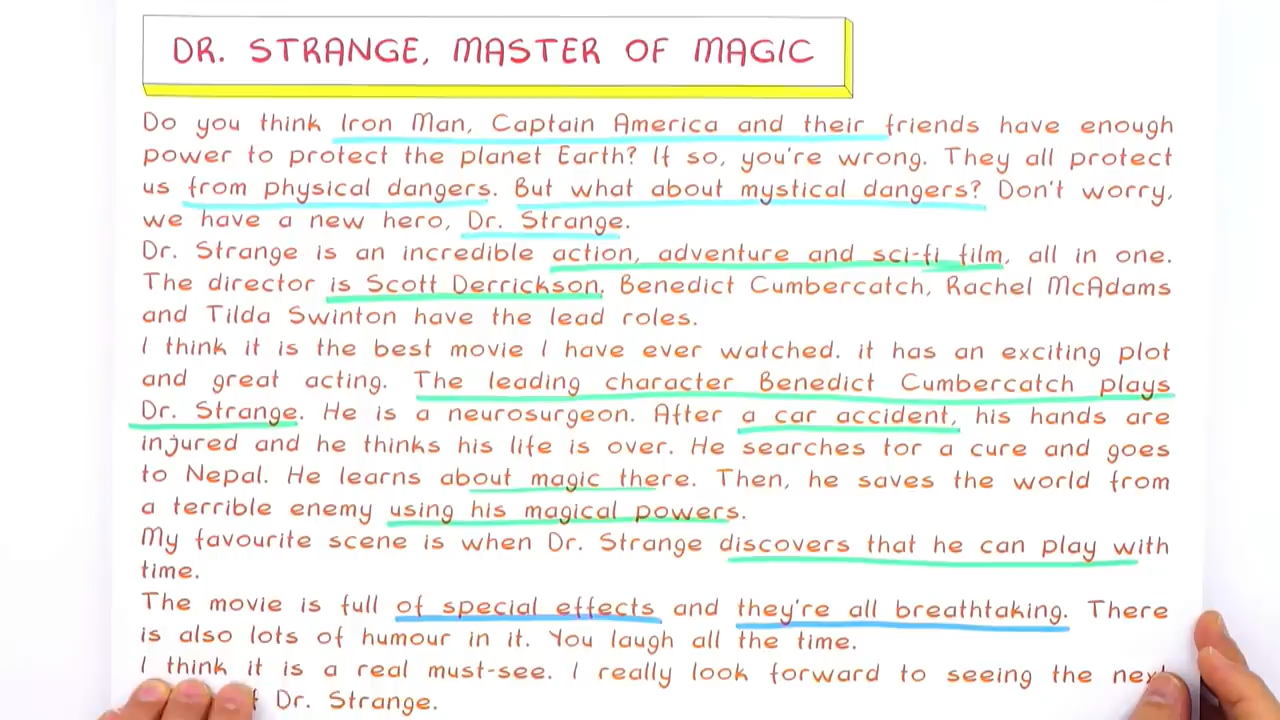 DR. STRANGE, MASTER OF MAGIC
Do you think Iron Man, Captain America and their friends have enough
power to protect the planet Earth? If so, you're wrong. They all protect
us from physical dangers. But what about mystical dangers? Don't worry,
we have a new hero, Dr. Strange.
Dr. Strange is an incredible action, adventure and sci-fi film, all in one.
The director is Scott Derrickson. Benedict Cumbercatch, Rachel McAdams
and Tilda Swinton have the lead roles.
I think it is the best movie I have ever watched. it has an exciting plot
and great acting. The leading character Benedict Cumbercatch plays
Dr. Strange. He is a neurosurgeon. After a car accident, his hands are
injured and he thinks his life is over. He searches for a cure and goes
to Nepal. He learns about magic there. Then, he saves the world from
a terrible enemy using his magical powers.
My favourite scene is when Dr. Strange discovers that he can play with
time.
The movie is full of special effects and they're all breathtaking. There
is also lots of humour in it. You laugh all the time.
I think it is a real must-see. I really look forward to seeing the
Dr. Strange.